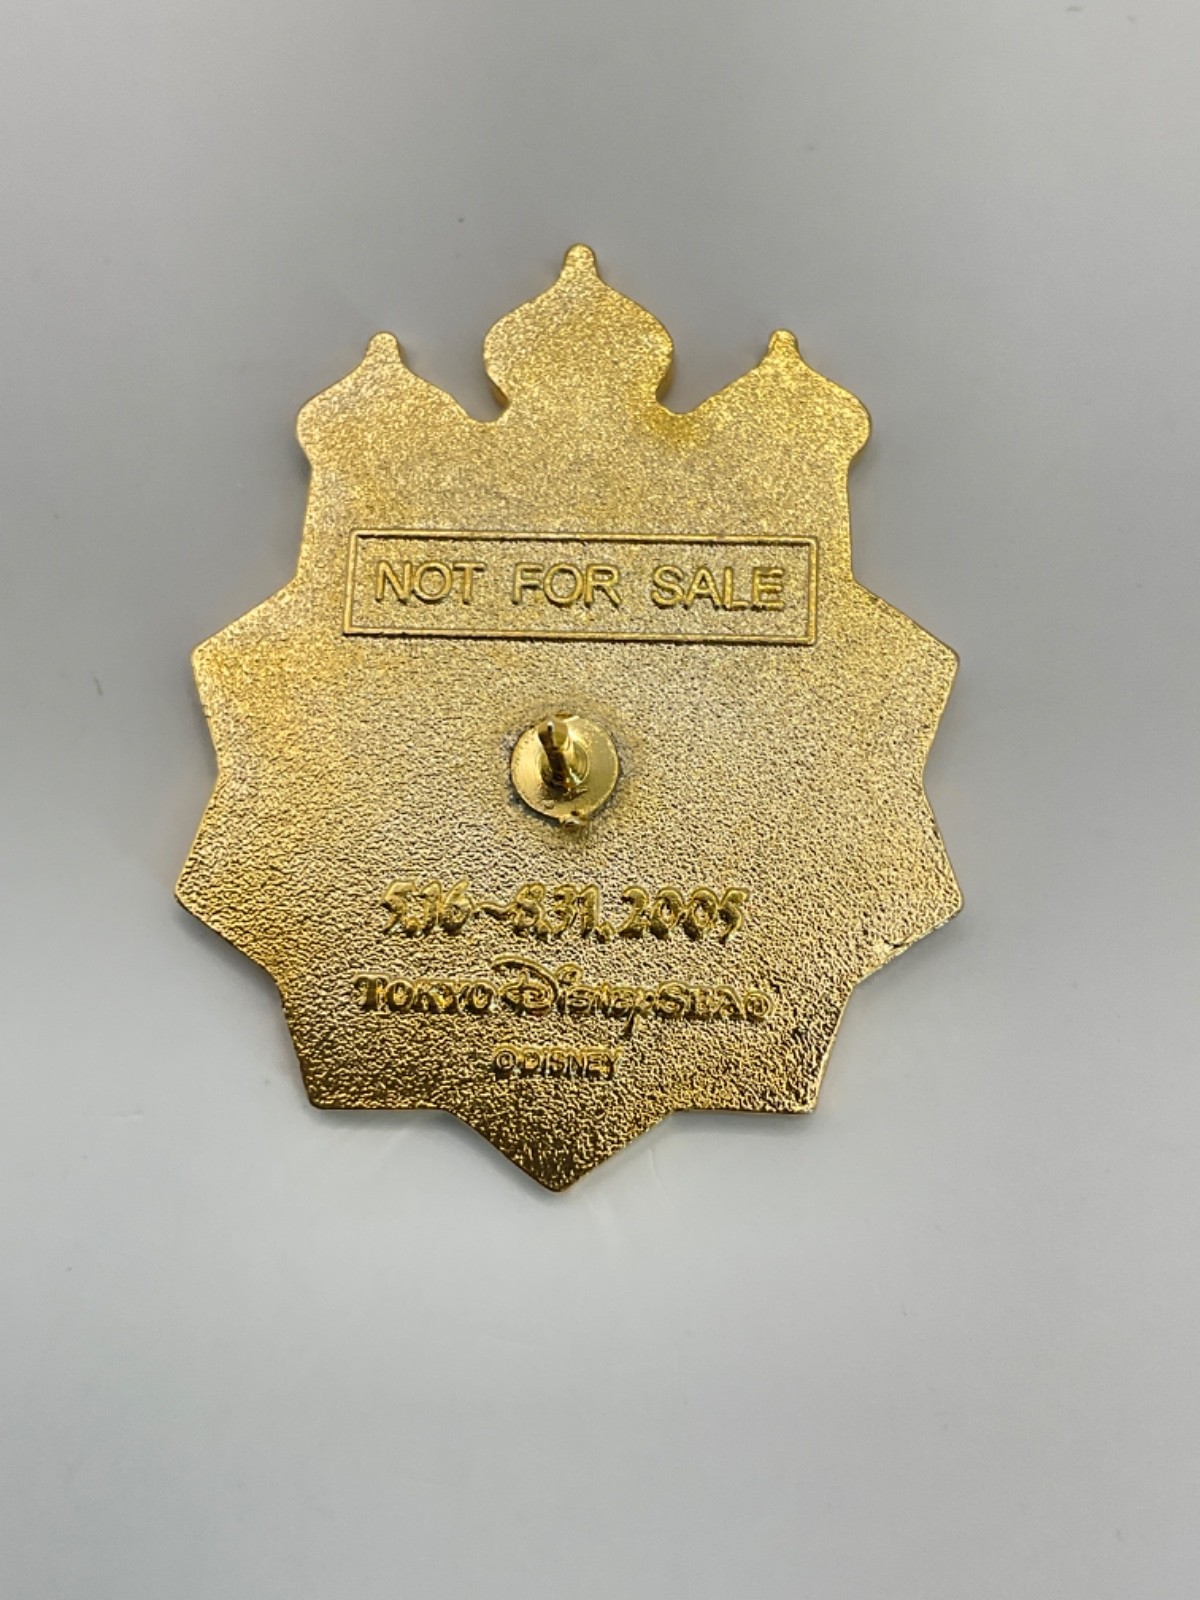 NOT FOR SALE
5.16~8.31.2005
TOKYO DISNEYSEA®
©DISNEY